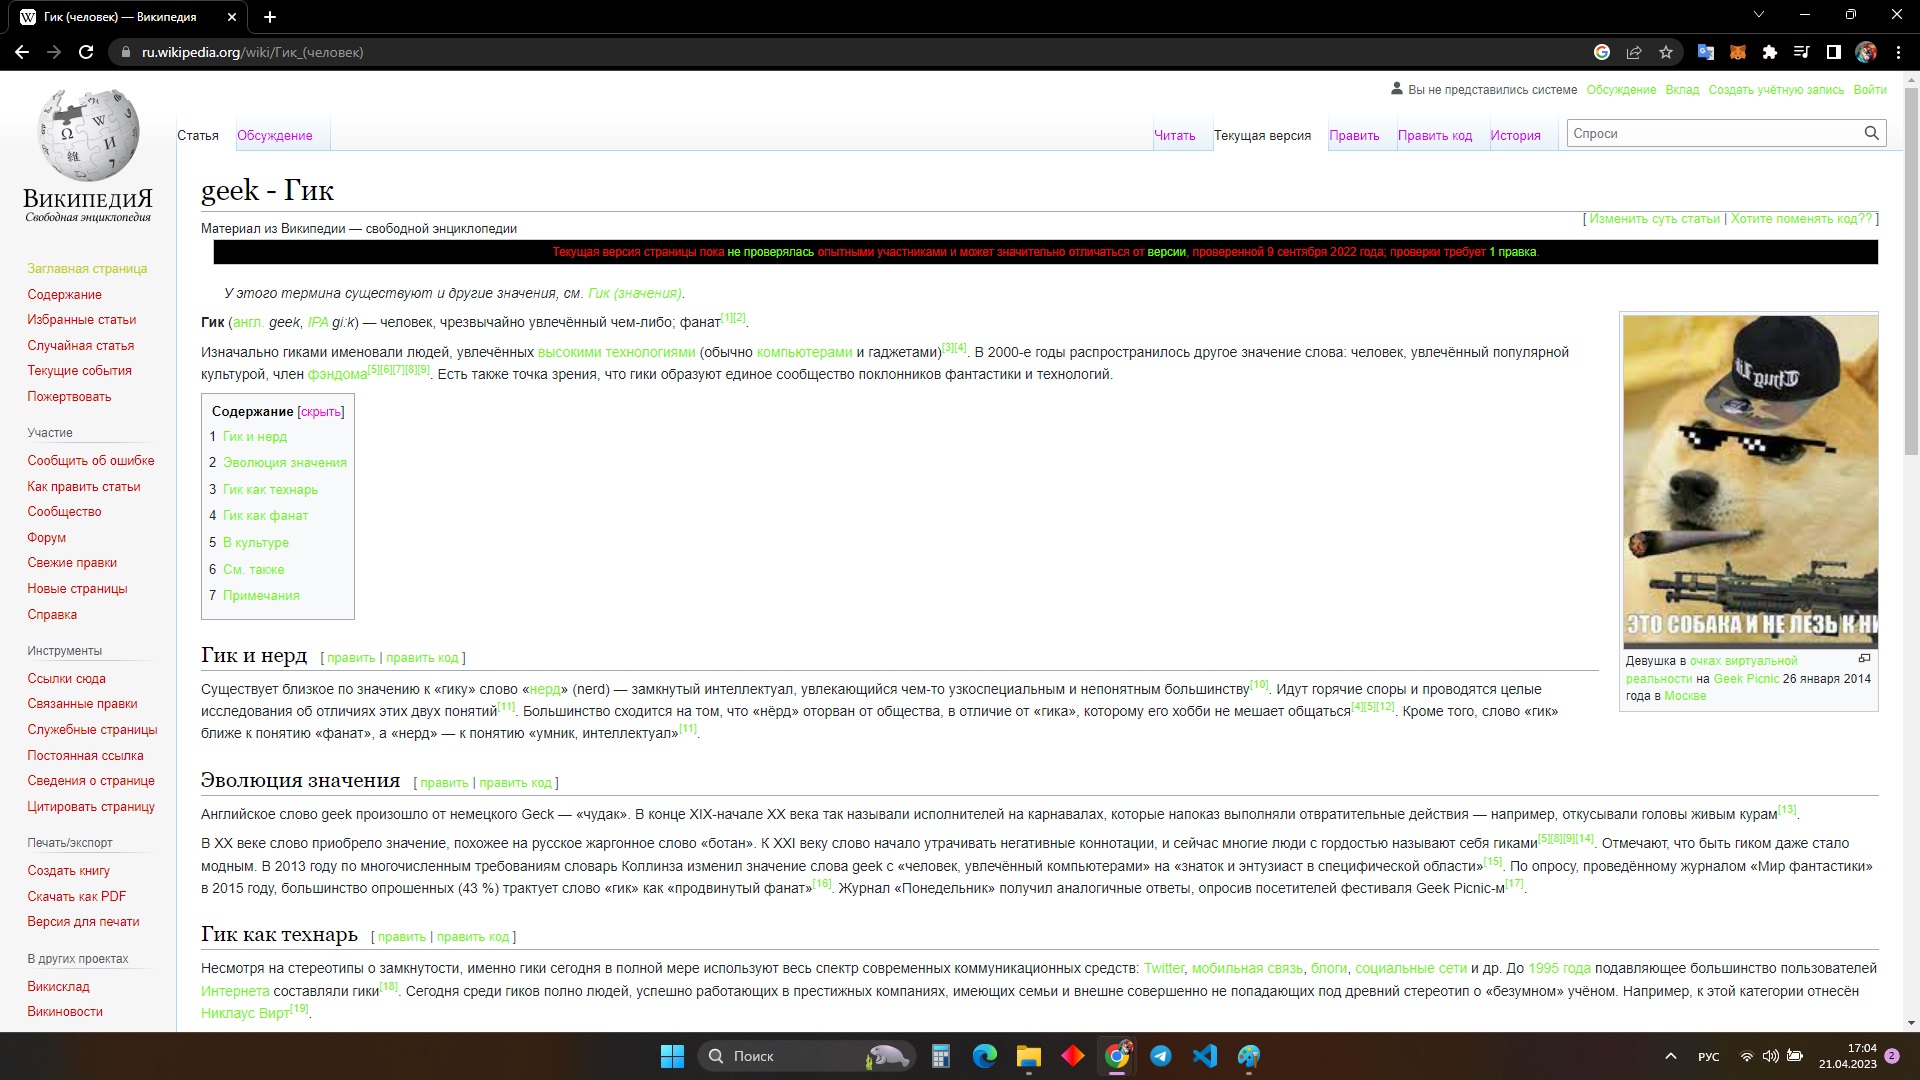 Гик (человек) — Википедия
ru.wikipedia.org/wiki/Гик_(человек)
Вы не представились системе Обсуждение Вклад Создать учётную запись Войти
Статья Обсуждение Читать Текущая версия Править Править код История Спроси
ВикипедиЯ
Свободная энциклопедия
Заглавная страница
Содержание
Избранные статьи
Случайная статья
Текущие события
Пожертвовать
Участие
Сообщить об ошибке
Как править статьи
Сообщество
Форум
Свежие правки
Новые страницы
Справка
Инструменты
Ссылки сюда
Связанные правки
Служебные страницы
Постоянная ссылка
Сведения о странице
Цитировать страницу
Печать/экспорт
Создать книгу
Скачать как PDF
Версия для печати
В других проектах
Викисклад
Викиновости
geek - Гик
[ Изменить суть статьи | Хотите поменять код?? ]
Материал из Википедии — свободной энциклопедии
Текущая версия страницы пока не проверялась опытными участниками и может значительно отличаться от версии, проверенной 9 сентября 2022 года; проверки требует 1 правка.
У этого термина существуют и другие значения, см. Гик (значения).
Гик (англ. geek, IPA gi:k) — человек, чрезвычайно увлечённый чем-либо; фанат[1][2].
Изначально гиками именовали людей, увлечённых высокими технологиями (обычно компьютерами и гаджетами)[3][4]. В 2000-е годы распространилось другое значение слова: человек, увлечённый популярной
культурой, член фэндома[5][6][7][8][9]. Есть также точка зрения, что гики образуют единое сообщество поклонников фантастики и технологий.
Содержание [скрыть]
1 Гик и нерд
2 Эволюция значения
3 Гик как технарь
4 Гик как фанат
5 В культуре
6 См. также
7 Примечания
ЭТО СОБАКА И НЕ ЛЕЗЬ К НИ
Девушка в очках виртуальной
реальности на Geek Picnic 26 января 2014
года в Москве
Гик и нерд [ править | править код ]
Существует близкое по значению к «гику» слово «нерд» (nerd) — замкнутый интеллектуал, увлекающийся чем-то узкоспециальным и непонятным большинству[10]. Идут горячие споры и проводятся целые
исследования об отличиях этих двух понятий[11]. Большинство сходится на том, что «нёрд» оторван от общества, в отличие от «гика», которому его хобби не мешает общаться[4][5][12]. Кроме того, слово «гик»
ближе к понятию «фанат», а «нерд» — к понятию «умник, интеллектуал»[11].
Эволюция значения [ править | править код ]
Английское слово geek произошло от немецкого Geck — «чудак». В конце XIX-начале XX века так называли исполнителей на карнавалах, которые напоказ выполняли отвратительные действия — например, откусывали головы живым курам[13].
В XX веке слово приобрело значение, похожее на русское жаргонное слово «ботан». К XXI веку слово начало утрачивать негативные коннотации, и сейчас многие люди с гордостью называют себя гиками[5][8][9][14]. Отмечают, что быть гиком даже стало
модным. В 2013 году по многочисленным требованиям словарь Коллинза изменил значение слова geek с «человек, увлечённый компьютерами» на «знаток и энтузиаст в специфической области»[15]. По опросу, проведённому журналом «Мир фантастики»
в 2015 году, большинство опрошенных (43 %) трактует слово «гик» как «продвинутый фанат»[16]. Журнал «Понедельник» получил аналогичные ответы, опросив посетителей фестиваля Geek Picnic-м[17].
Гик как технарь [ править | править код ]
Несмотря на стереотипы о замкнутости, именно гики сегодня в полной мере используют весь спектр современных коммуникационных средств: Twitter, мобильная связь, блоги, социальные сети и др. До 1995 года подавляющее большинство пользователей
Интернета составляли гики[18]. Сегодня среди гиков полно людей, успешно работающих в престижных компаниях, имеющих семьи и внешне совершенно не попадающих под древний стереотип о «безумном» учёном. Например, к этой категории отнесён
Никлаус Вирт[19].
Поиск
РУС
17:04
21.04.2023
2